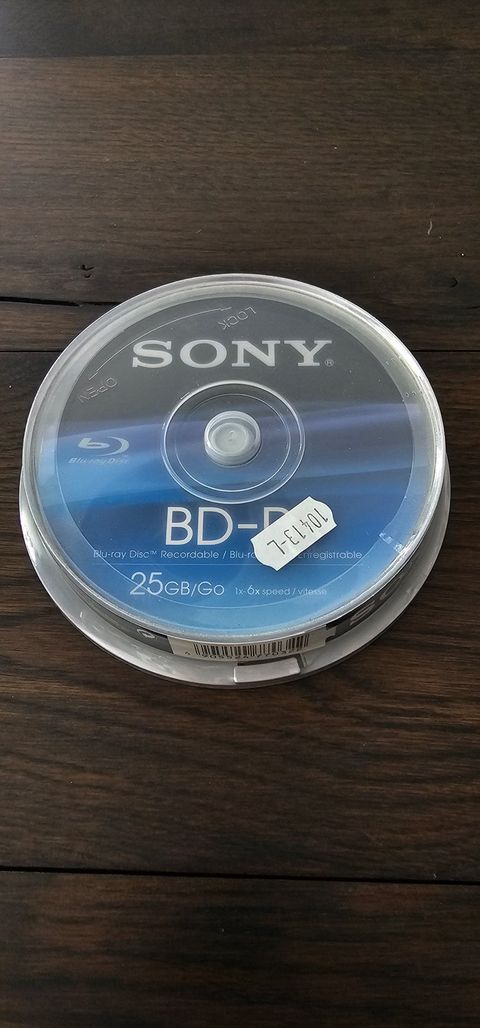 LOCK
OPEN
SONY®
Blu-ray Disc
BD-R
10413-L
Blu-ray Disc™ Recordable / Blu-ray Enregistrable
25GB/Go 1x-6x speed / vitesse